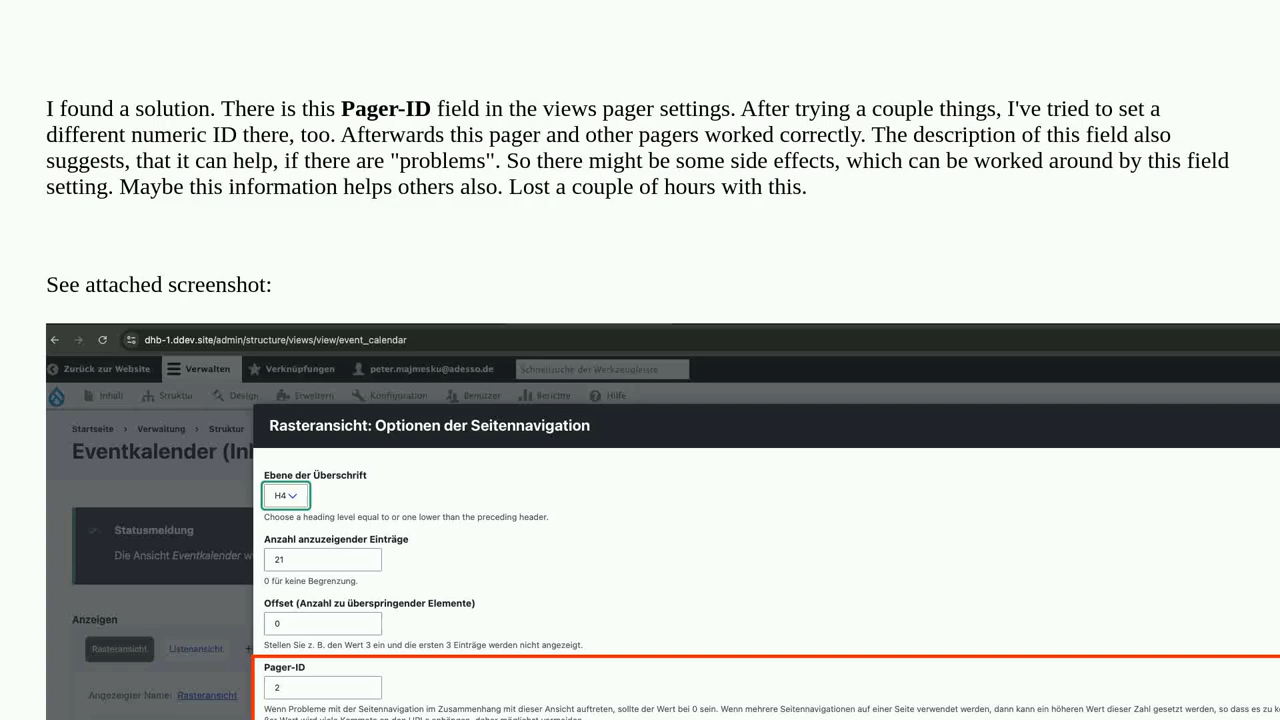 I found a solution. There is this Pager-ID field in the views pager settings. After trying a couple things, I've tried to set a
different numeric ID there, too. Afterwards this pager and other pagers worked correctly. The description of this field also
suggests, that it can help, if there are "problems". So there might be some side effects, which can be worked around by this field
setting. Maybe this information helps others also. Lost a couple of hours with this.
See attached screenshot:
dhb-1.ddev.site/admin/structure/views/view/event_calendar
Zurück zur Website Verwalten Verknüpfungen peter.majmesku@adesso.de Schnellsuche der Werkzeugleiste
Inhalt Struktur Design Erweitern Konfiguration Benutzer Berichte Hilfe
Startseite › Verwaltung › Struktur
Eventkalender
Rasteransicht: Optionen der Seitennavigation
Ebene der Überschrift
H4
Choose a heading level equal to or one lower than the preceding header.
Statusmeldung
Die Ansicht Eventkalender
Anzahl anzuzeigender Einträge
21
0 für keine Begrenzung.
Offset (Anzahl zu überspringender Elemente)
0
Stellen Sie z. B. den Wert 3 ein und die ersten 3 Einträge werden nicht angezeigt.
Anzeigen
Rasteransicht Listenansicht +
Angezeigter Name: Rasteransicht
Pager-ID
2
Wenn Probleme mit der Seitennavigation im Zusammenhang mit dieser Ansicht auftreten, sollte der Wert bei 0 sein. Wenn mehrere Seitennavigationen auf einer Seite verwendet werden, dann kann ein höheren Wert dieser Zahl gesetzt werden, so dass es zu